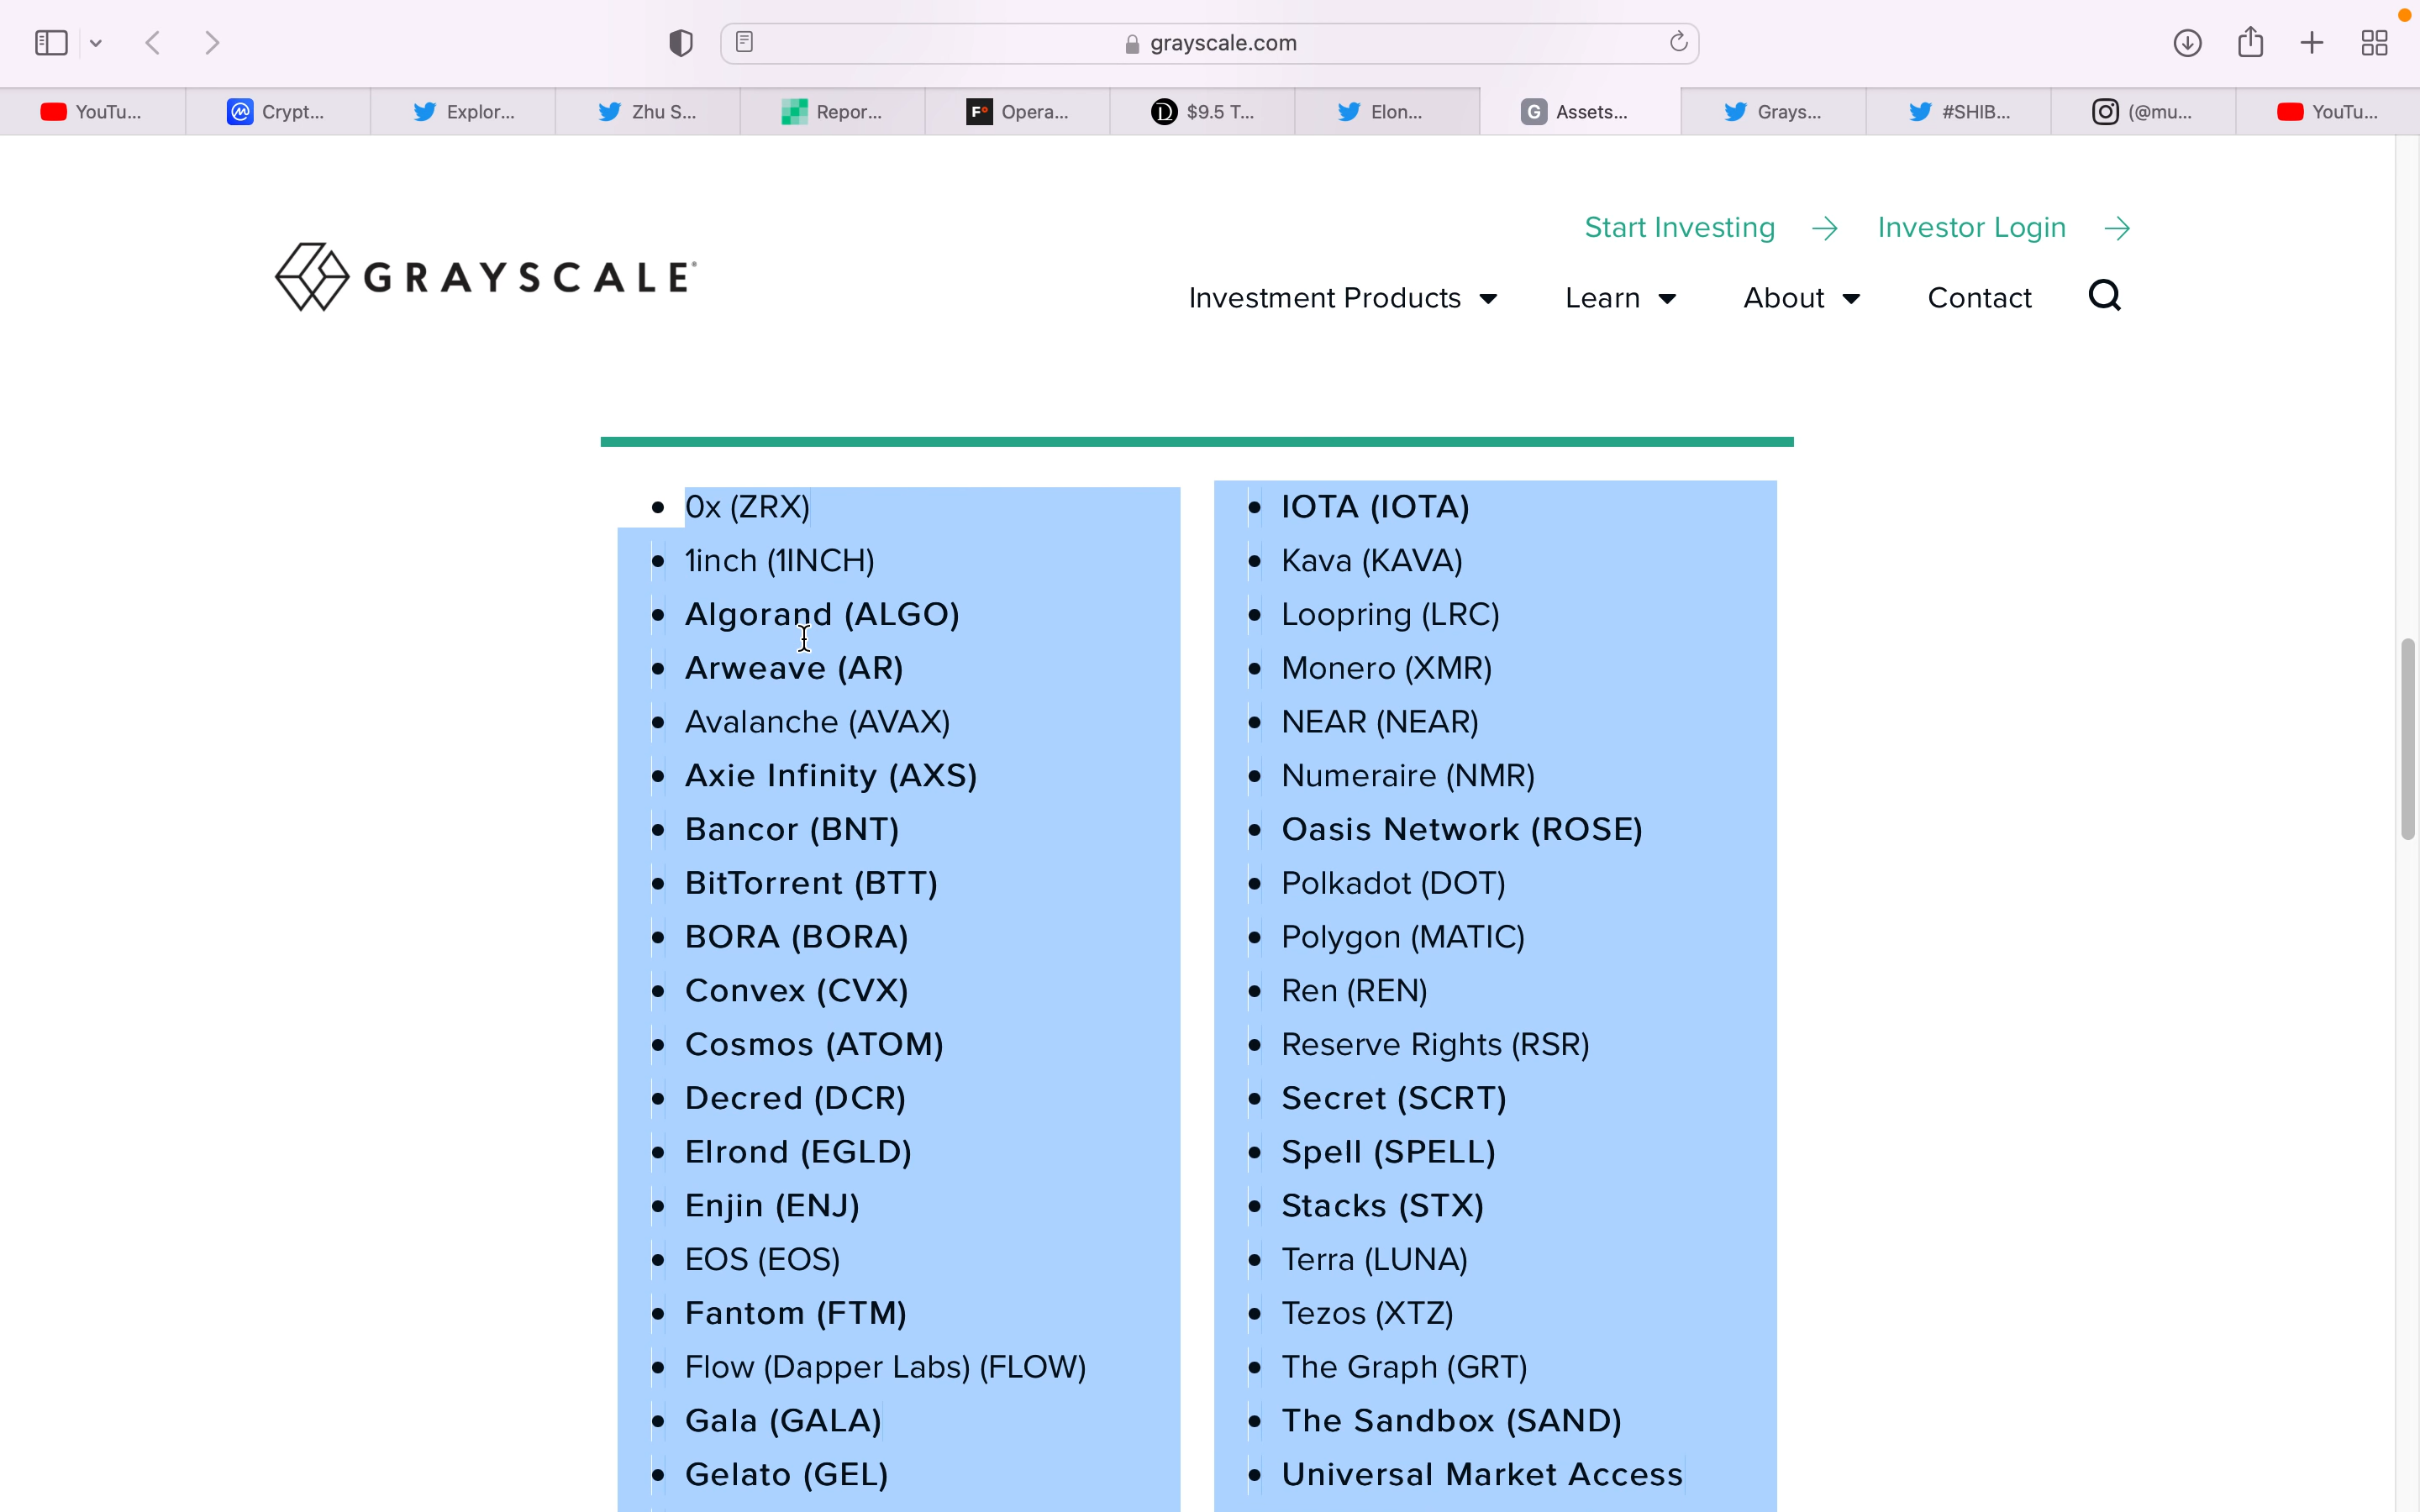 grayscale.com
YouTu...
Crypt...
Explor...
Zhu S...
Repor...
F°
Opera...
$9.5 T...
Elon...
G
Assets...
Grays...
#SHIB...
(@mu...
YouTu...
Start Investing
Investor Login
GRAYSCALE®
Investment Products
Learn
About
Contact
0x (ZRX)
1inch (1INCH)
Algorand (ALGO)
Arweave (AR)
Avalanche (AVAX)
Axie Infinity (AXS)
Bancor (BNT)
BitTorrent (BTT)
BORA (BORA)
Convex (CVX)
Cosmos (ATOM)
Decred (DCR)
Elrond (EGLD)
Enjin (ENJ)
EOS (EOS)
Fantom (FTM)
Flow (Dapper Labs) (FLOW)
Gala (GALA)
Gelato (GEL)
IOTA (IOTA)
Kava (KAVA)
Loopring (LRC)
Monero (XMR)
NEAR (NEAR)
Numeraire (NMR)
Oasis Network (ROSE)
Polkadot (DOT)
Polygon (MATIC)
Ren (REN)
Reserve Rights (RSR)
Secret (SCRT)
Spell (SPELL)
Stacks (STX)
Terra (LUNA)
Tezos (XTZ)
The Graph (GRT)
The Sandbox (SAND)
Universal Market Access